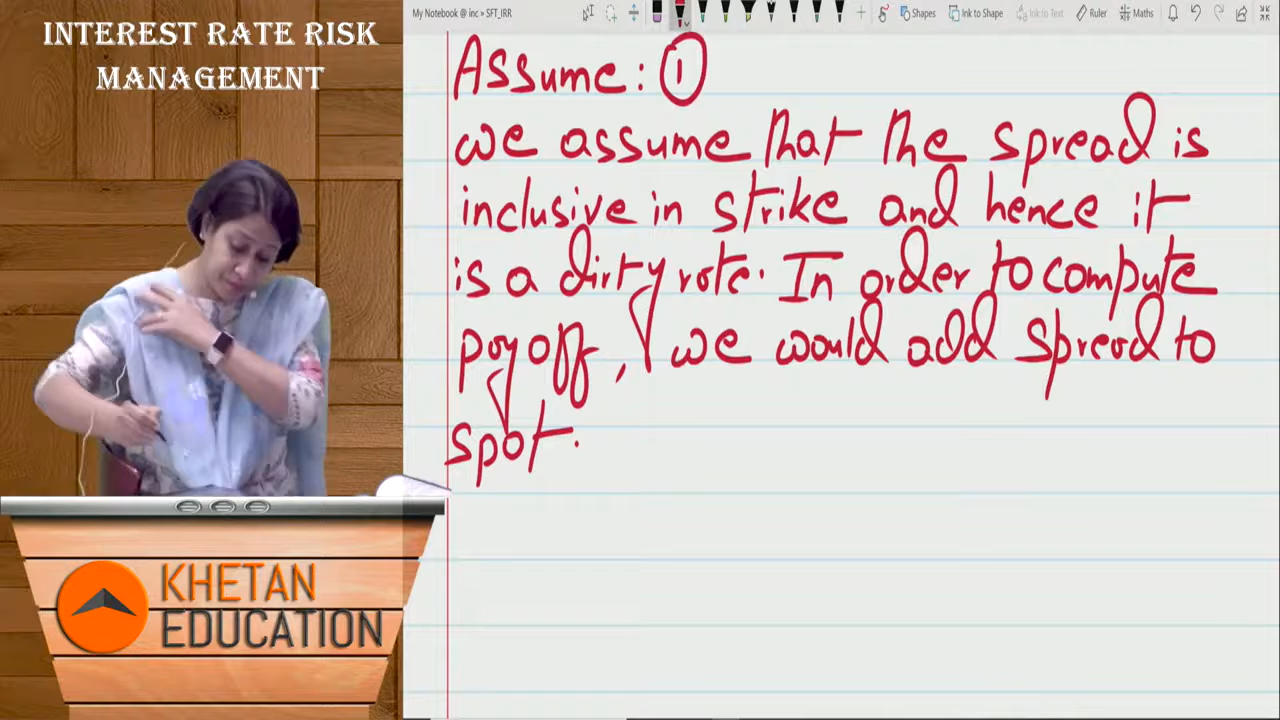 INTEREST RATE RISK
MANAGEMENT
My Notebook @ inc » SFT_IRR
Shapes
Ink to Shape
Ink to Text
Ruler
Maths
Assume: ①
we assume that the spread is
inclusive in strike and hence it
is a dirty rate. In order to compute
payoff, we would add spread to
spot.
KHETAN
EDUCATION